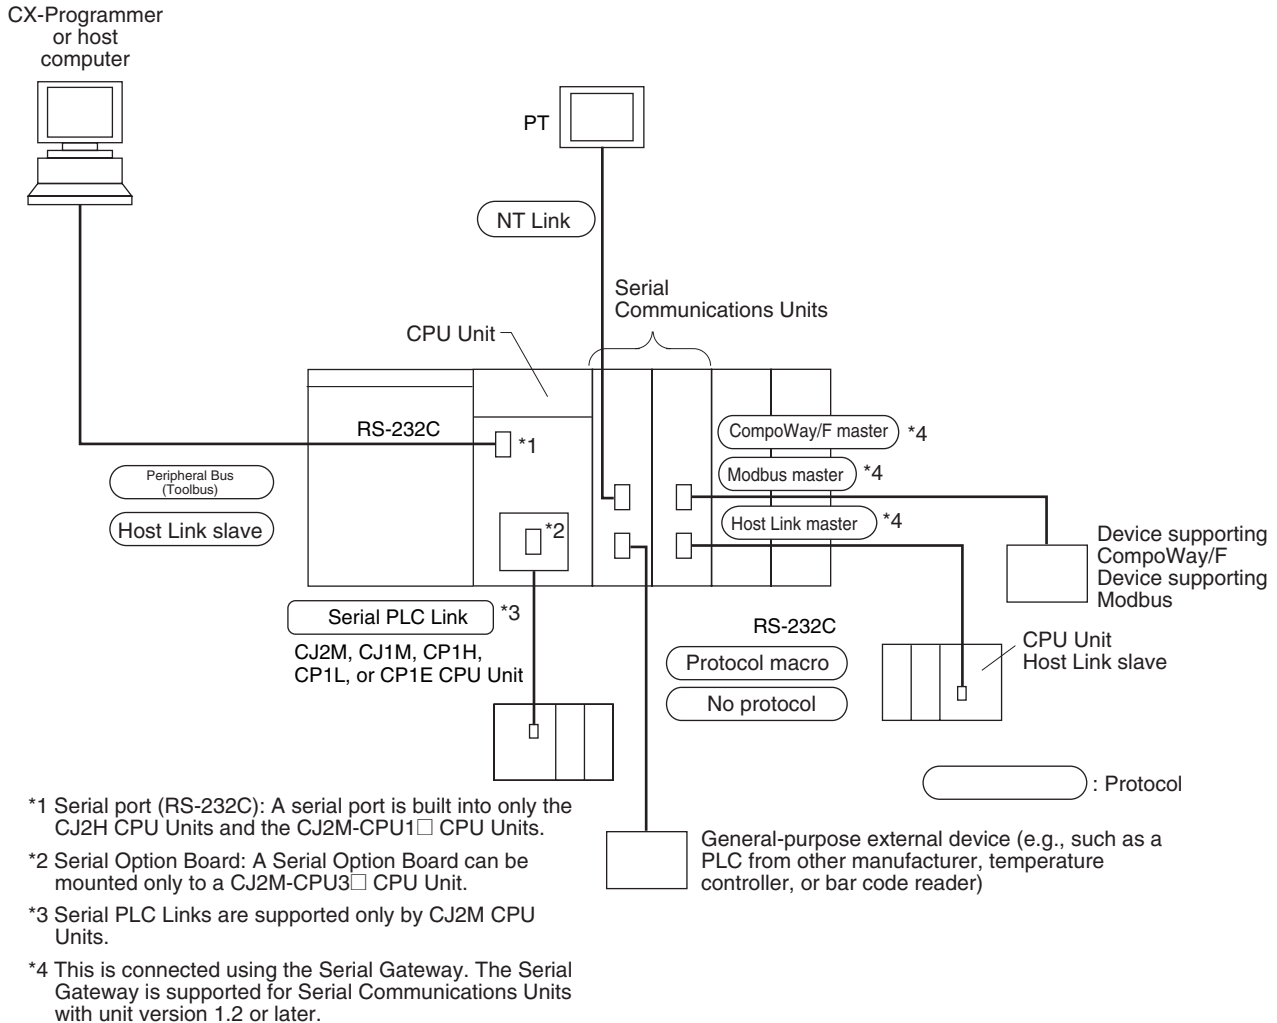 CX-Programmer
or host
computer
PT
NT Link
Serial
Communications Units
CPU Unit
RS-232C
*1
CompoWay/F master
*4
Peripheral Bus
(Toolbus)
Modbus master
*4
Host Link slave
*2
Host Link master
*4
Device supporting
CompoWay/F
Device supporting
Modbus
Serial PLC Link
*3
RS-232C
CJ2M, CJ1M, CP1H,
CP1L, or CP1E CPU Unit
Protocol macro
No protocol
CPU Unit
Host Link slave
: Protocol
*1 Serial port (RS-232C): A serial port is built into only the
CJ2H CPU Units and the CJ2M-CPU1□ CPU Units.
*2 Serial Option Board: A Serial Option Board can be
mounted only to a CJ2M-CPU3□ CPU Unit.
*3 Serial PLC Links are supported only by CJ2M CPU
Units.
*4 This is connected using the Serial Gateway. The Serial
Gateway is supported for Serial Communications Units
with unit version 1.2 or later.
General-purpose external device (e.g., such as a
PLC from other manufacturer, temperature
controller, or bar code reader)